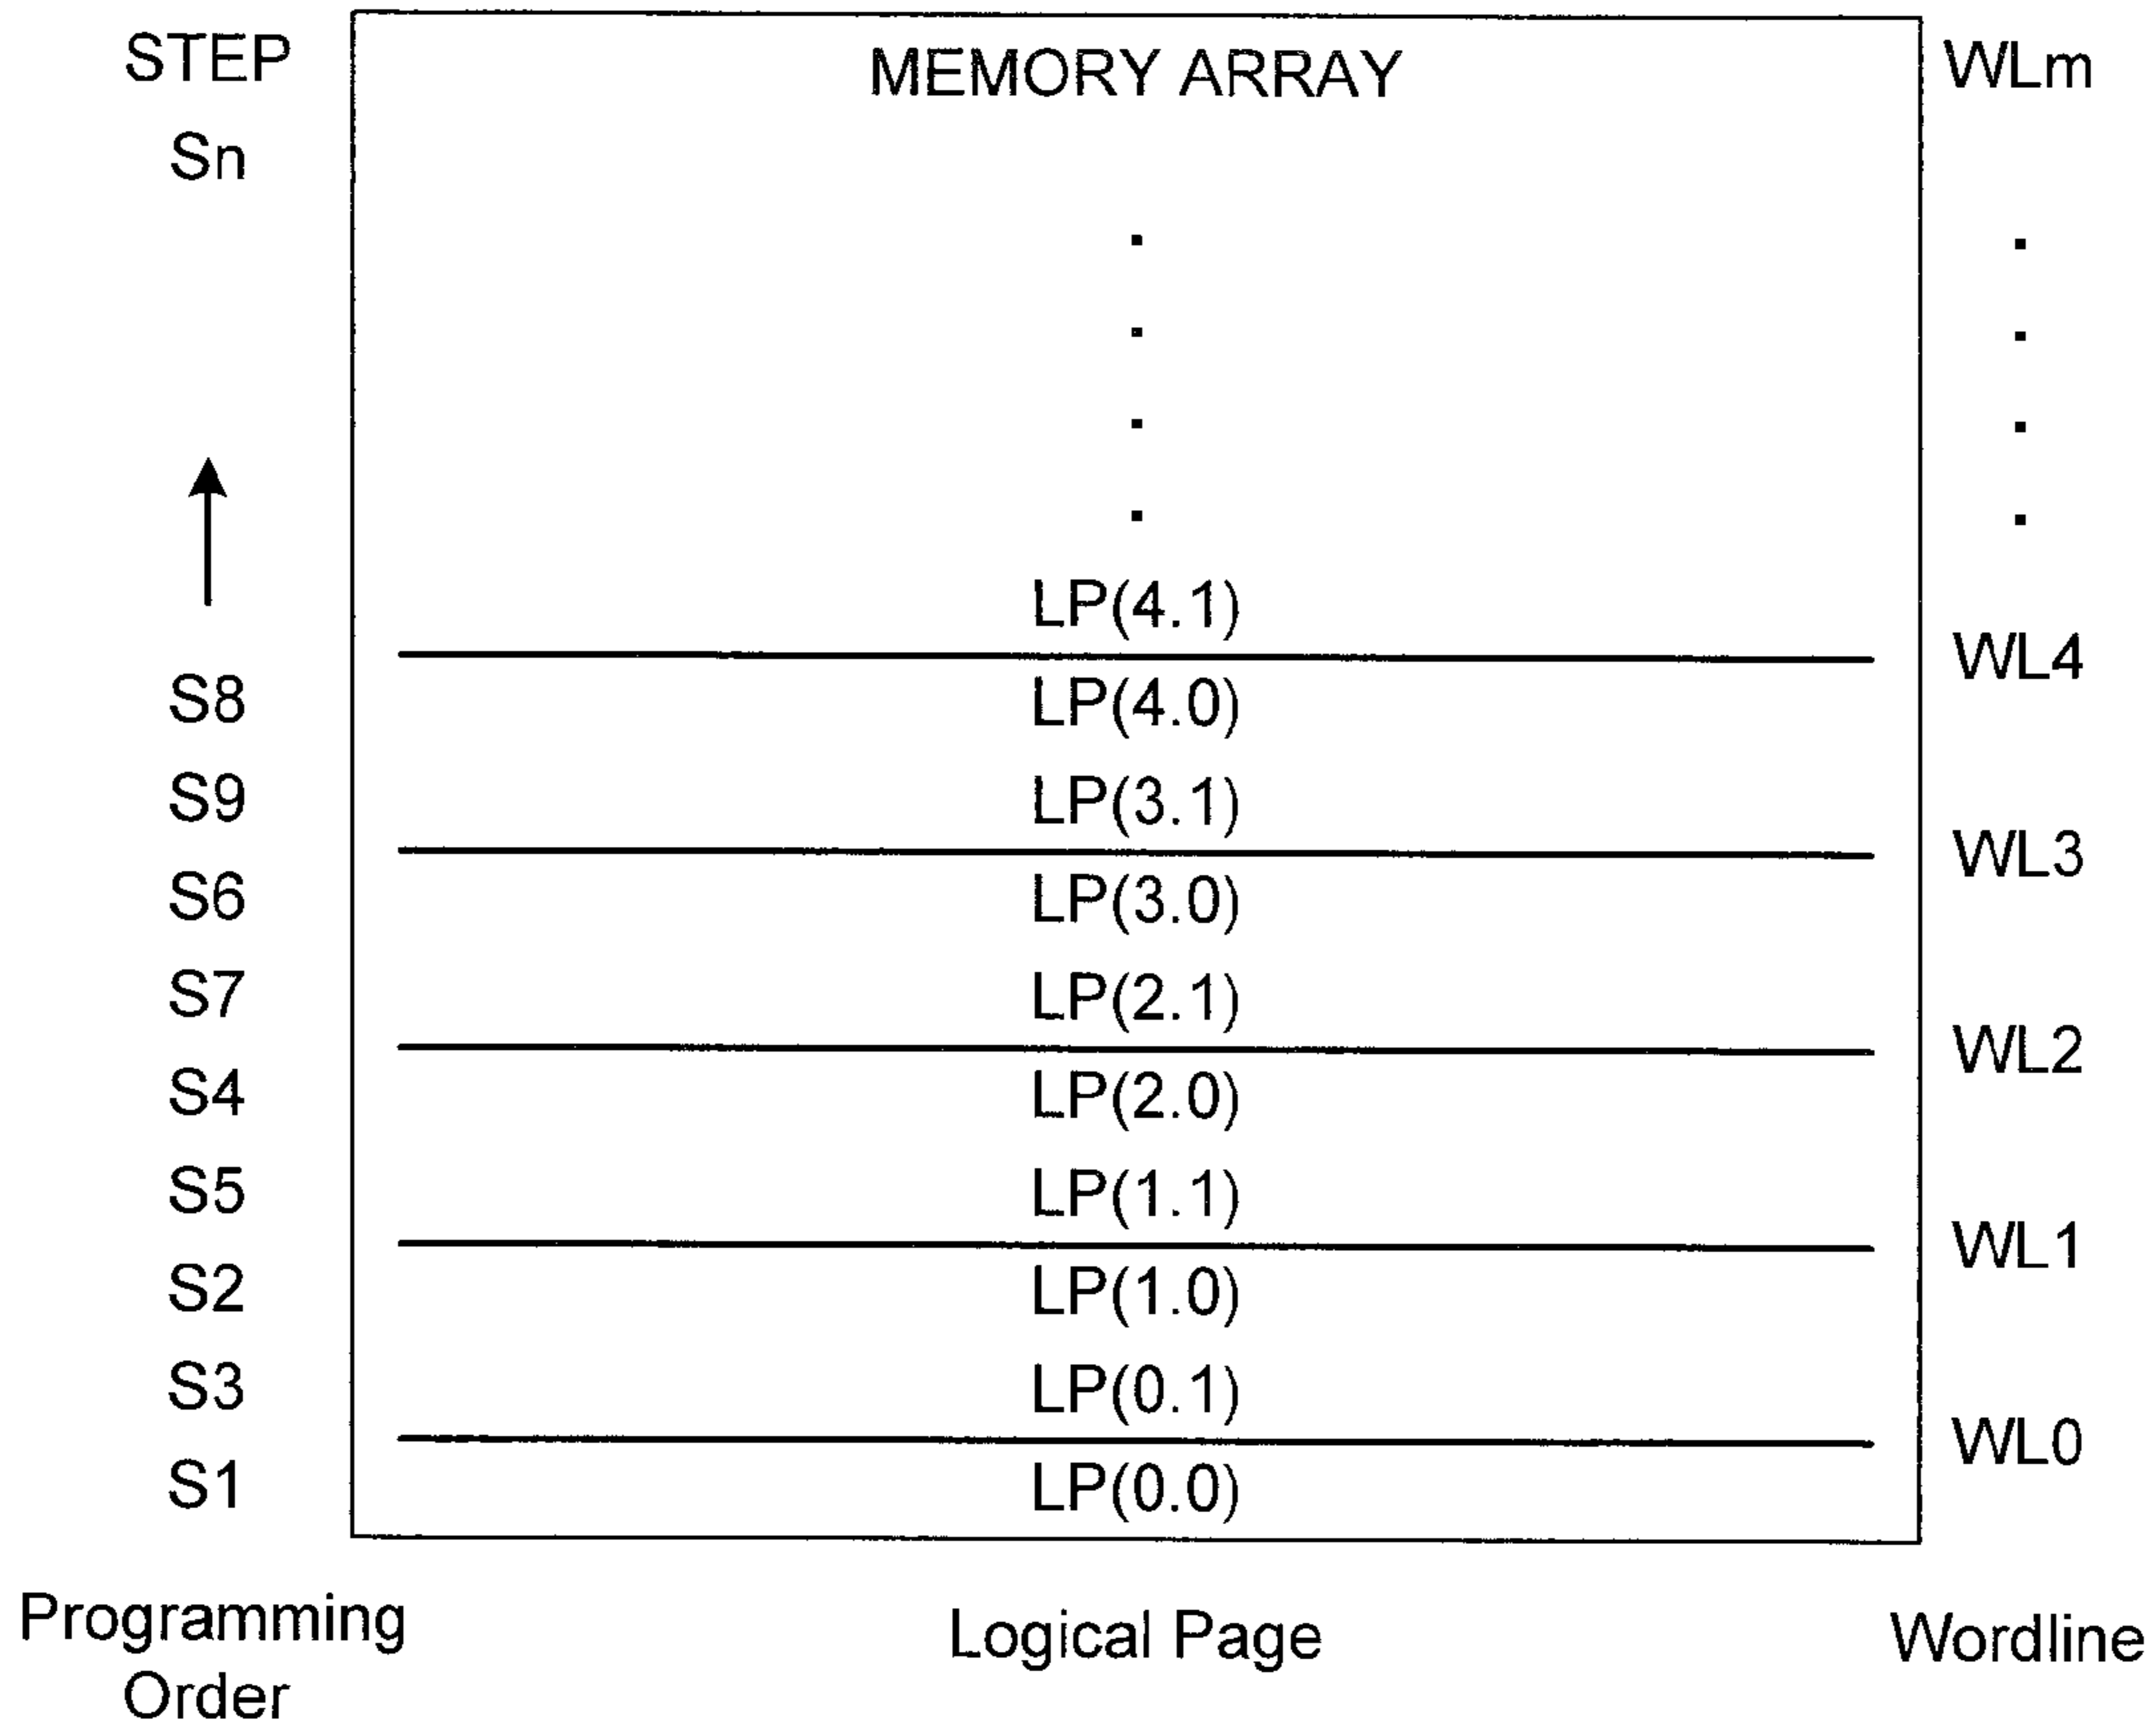 STEP MEMORY ARRAY WLm
Sn
LP(4.1)
WL4
S8 LP(4.0)
S9 LP(3.1)
WL3
S6 LP(3.0)
S7 LP(2.1)
WL2
S4 LP(2.0)
S5 LP(1.1)
WL1
S2 LP(1.0)
S3 LP(0.1)
WL0
S1 LP(0.0)
Programming Logical Page Wordline
Order